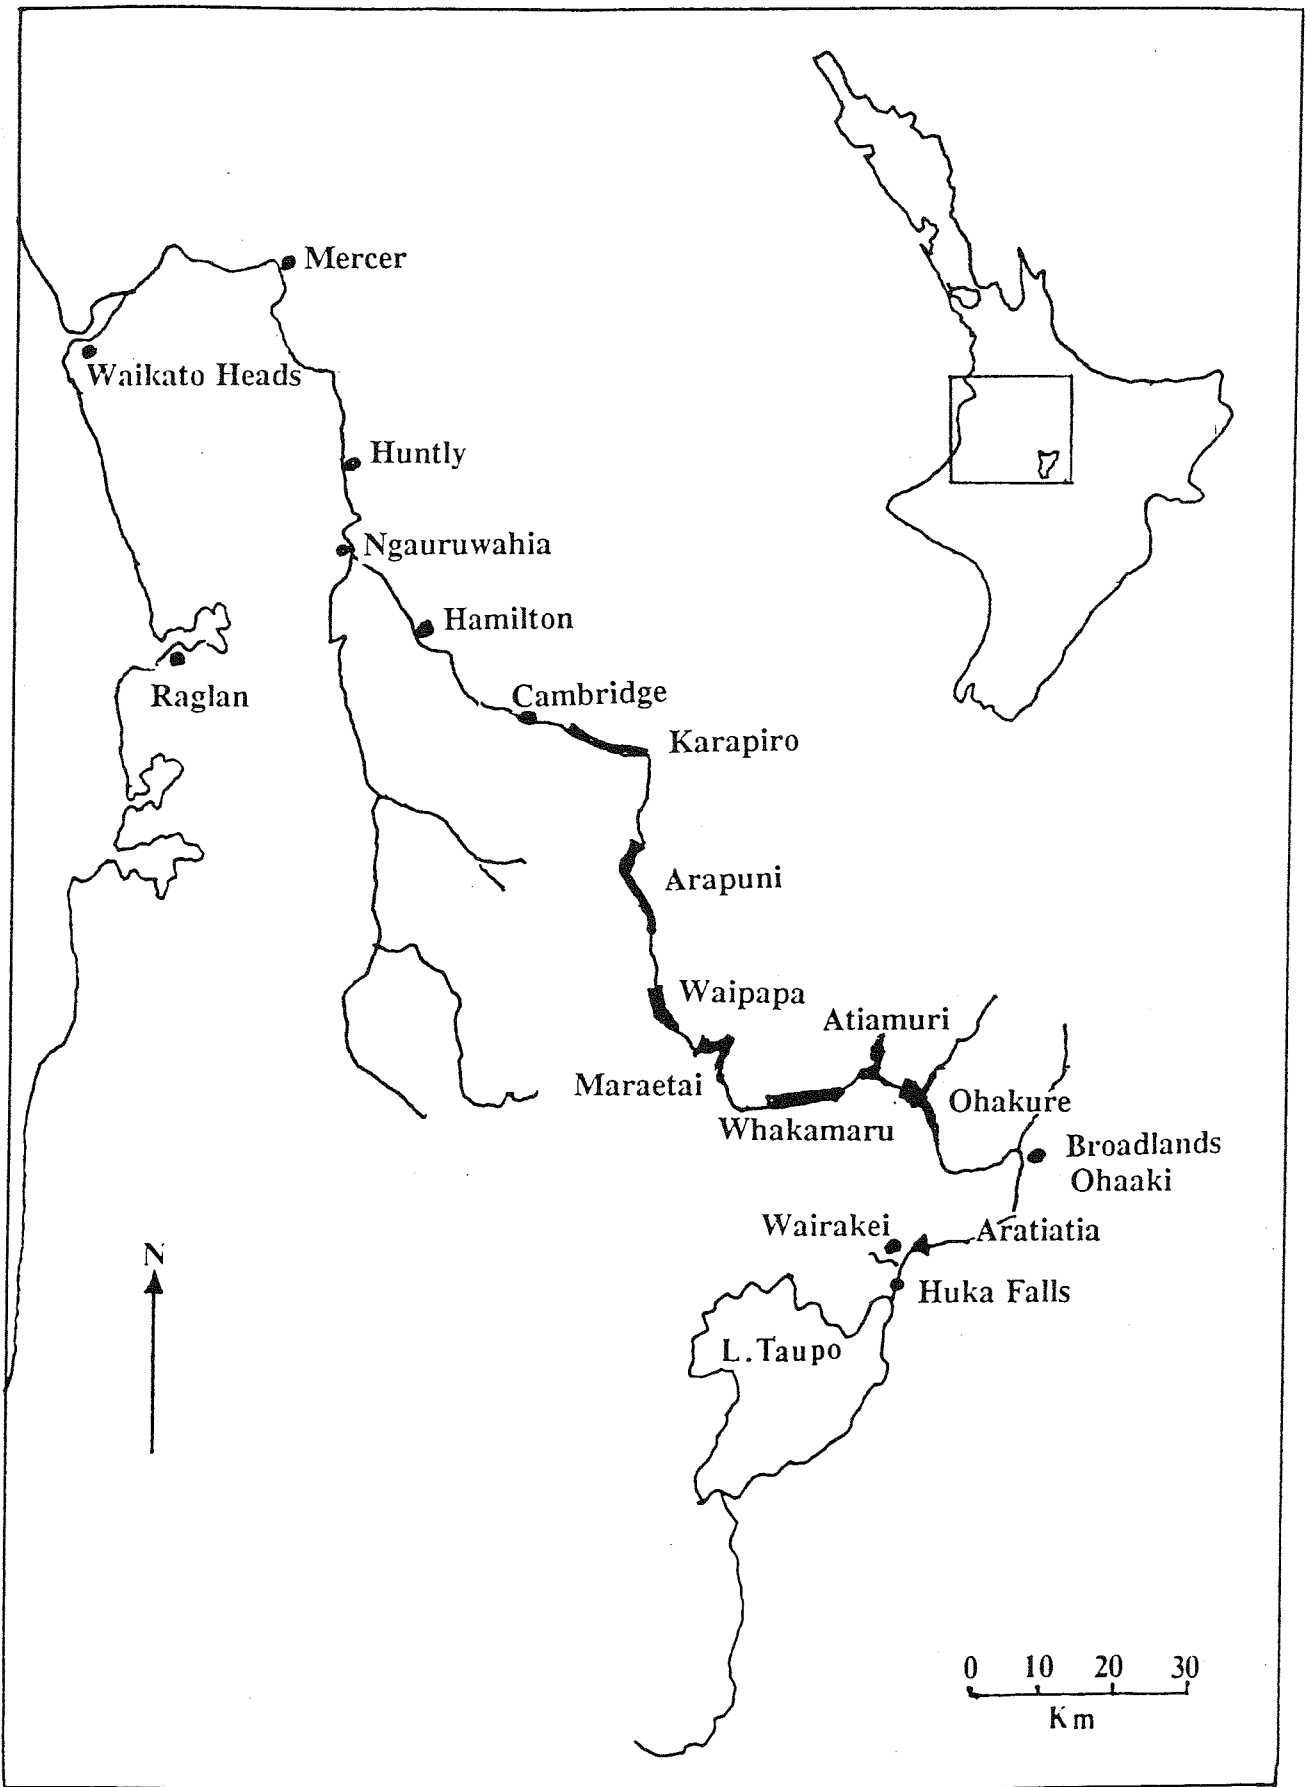 Mercer
Waikato Heads
Huntly
Ngauruwahia
Hamilton
Raglan
Cambridge
Karapiro
Arapuni
Waipapa
Atiamuri
Maraetai
Ohakure
Whakamaru
Broadlands
Ohaaki
Wairakei
Aratiatia
N
Huka Falls
L.Taupo
0 10 20 30
Km